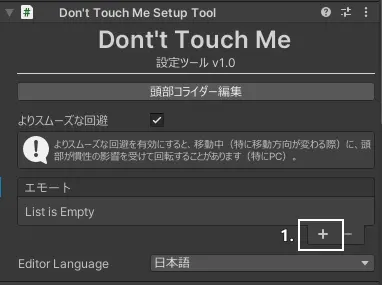 Don't Touch Me Setup Tool
Dont't Touch Me
設定ツール v1.0
頭部コライダー編集
よりスムーズな回避
よりスムーズな回避を有効にすると、移動中（特に移動方向が変わる際）に、頭
部が慣性の影響を受けて回転することがあります（特にPC）。
エモート
List is Empty
1. + −
Editor Language 日本語